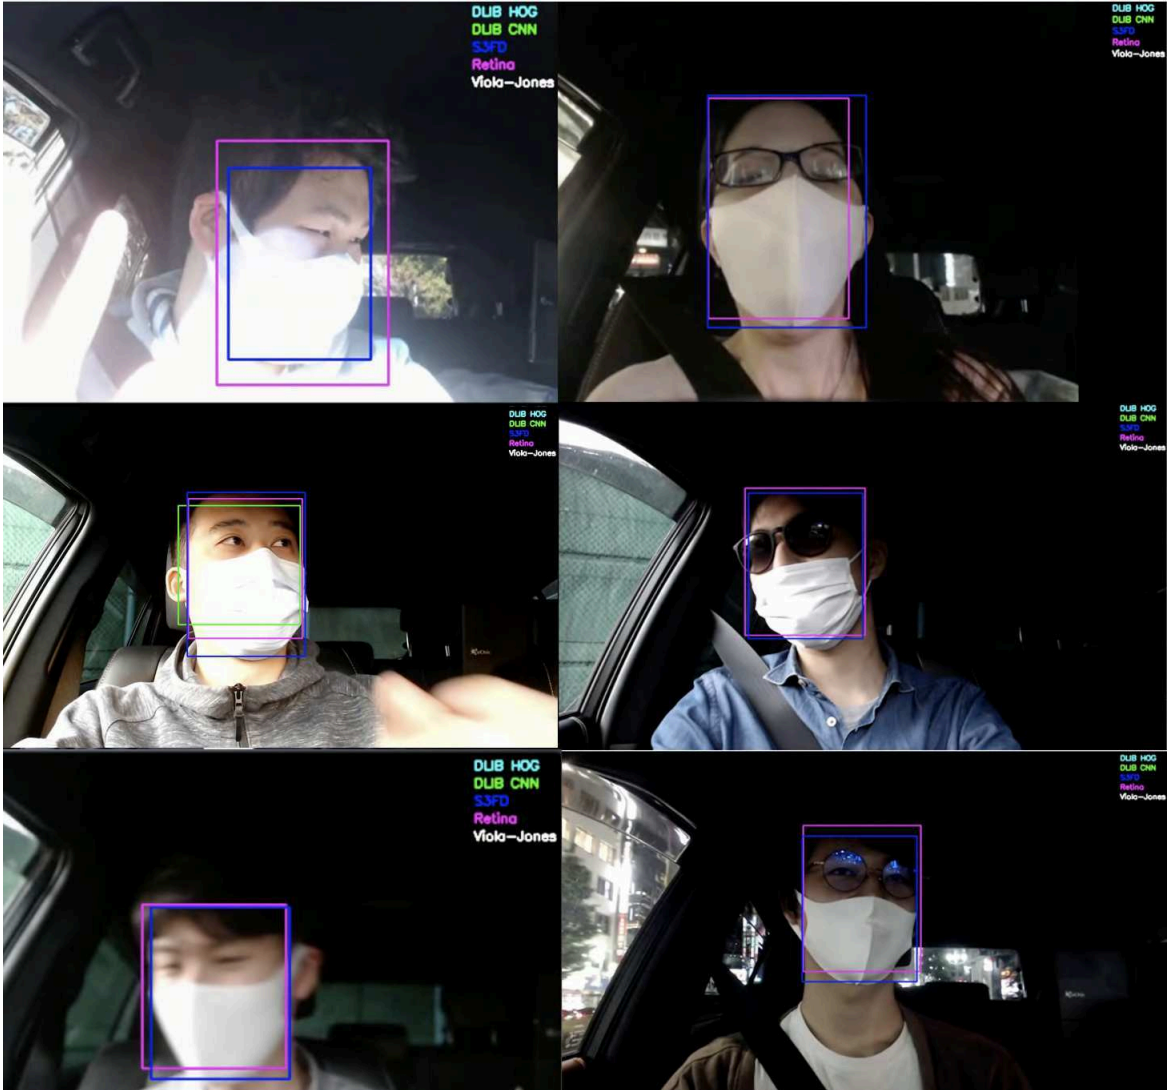 DLIB HOG
DLIB CNN
S3FD
Retina
Viola-Jones
DLIB HOG
DLIB CNN
S3FD
Retina
Viola-Jones
DLIB HOG
DLIB CNN
S3FD
Retina
Viola-Jones
DLIB HOG
DLIB CNN
S3FD
Retina
Viola-Jones
DLIB HOG
DLIB CNN
S3FD
Retina
Viola-Jones
DLIB HOG
DLIB CNN
S3FD
Retina
Viola-Jones